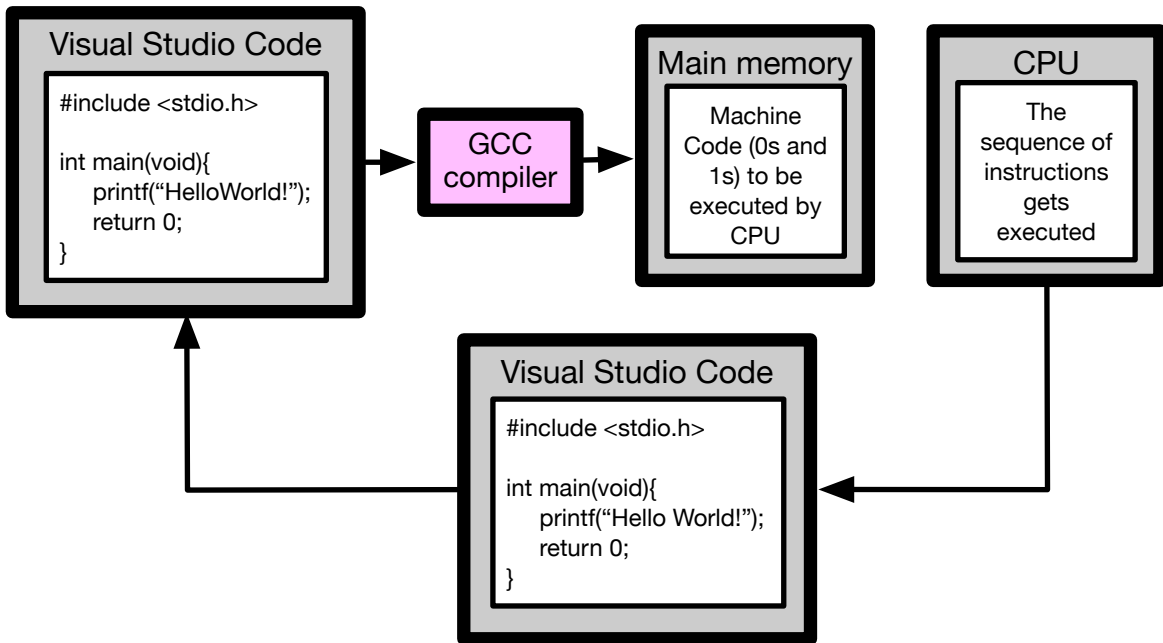 Visual Studio Code
#include <stdio.h>
int main(void){
printf(“HelloWorld!”);
return 0;
}
GCC
compiler
Main memory
Machine
Code (0s and
1s) to be
executed by
CPU
CPU
The
sequence of
instructions
gets
executed
Visual Studio Code
#include <stdio.h>
int main(void){
printf(“Hello World!”);
return 0;
}